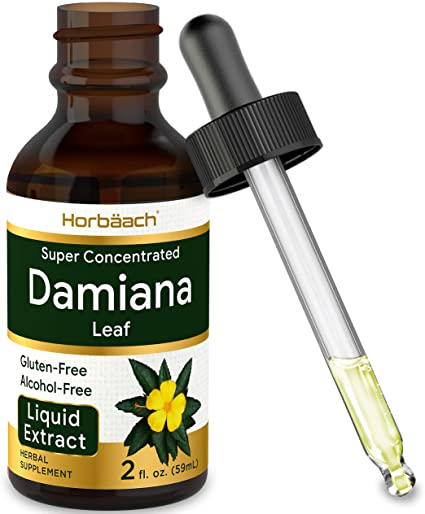 Horbäach®
Super Concentrated
Damiana
Leaf
Gluten-Free
Alcohol-Free
Liquid
Extract
HERBAL
SUPPLEMENT
2 fl. oz. (59mL)